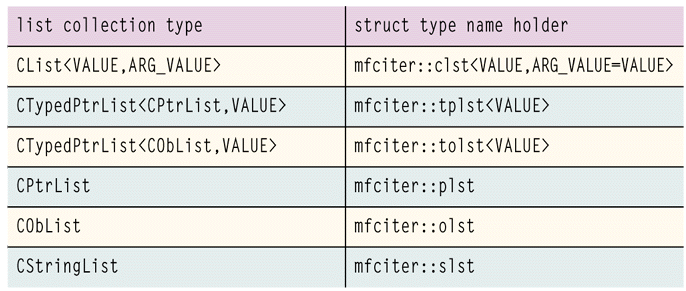 list collection type struct type name holder
CList<VALUE,ARG_VALUE> mfciter::clst<VALUE,ARG_VALUE=VALUE>
CTypedPtrList<CPtrList,VALUE> mfciter::tplst<VALUE>
CTypedPtrList<CObList,VALUE> mfciter::tolst<VALUE>
CPtrList mfciter::plst
CObList mfciter::olst
CStringList mfciter::slst